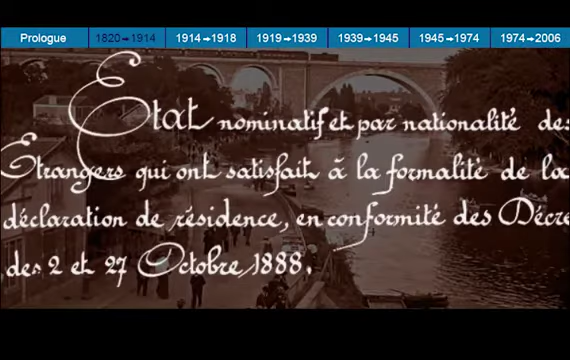 Prologue 1820→1914 1914→1918 1919→1939 1939→1945 1945→1974 1974→2006
Etat nominatif et par nationalité des
Etrangers qui ont satisfait à la formalité de la
déclaration de résidence, en conformité des Décre
des 2 et 27 Octobre 1888.